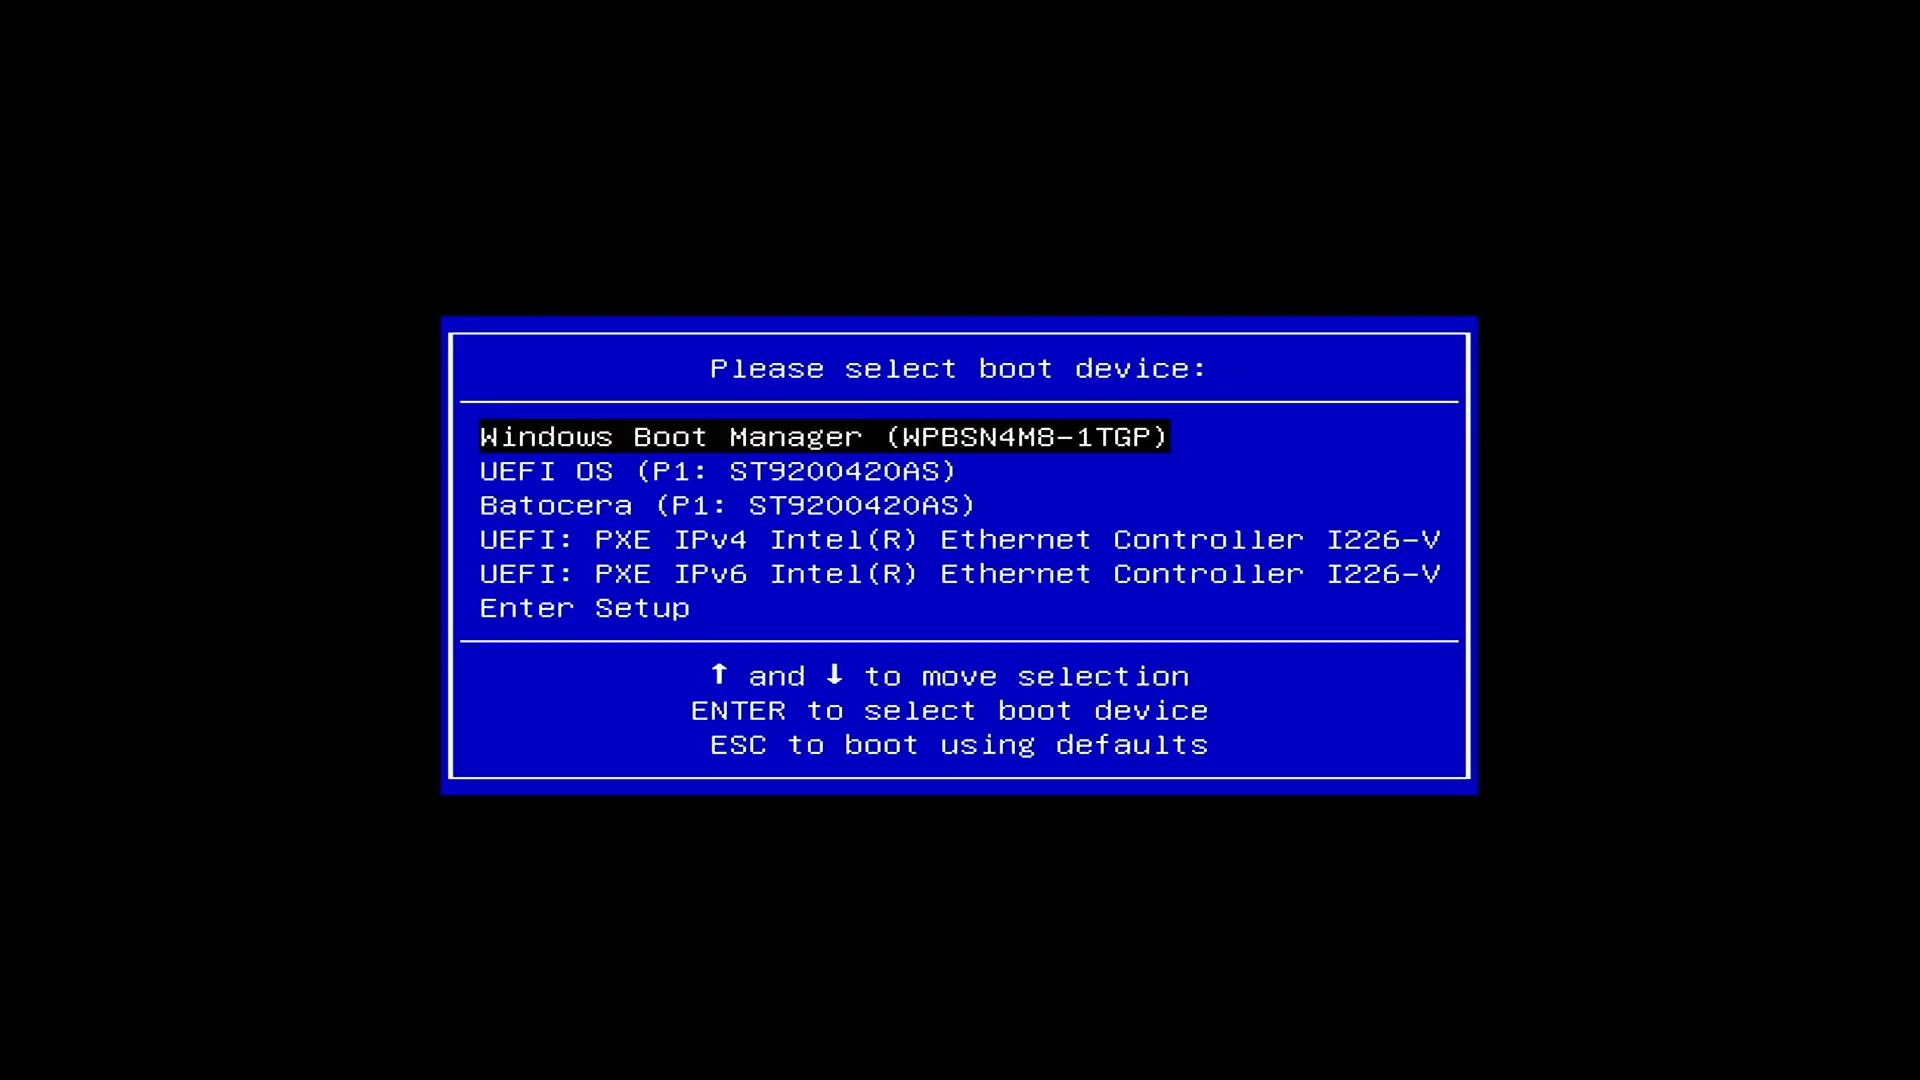 Please select boot device:
Windows Boot Manager (WPBSN4M8-1TGP)
UEFI OS (P1: ST9200420AS)
Batocera (P1: ST9200420AS)
UEFI: PXE IPv4 Intel(R) Ethernet Controller I226-V
UEFI: PXE IPv6 Intel(R) Ethernet Controller I226-V
Enter Setup
↑ and ↓ to move selection
ENTER to select boot device
ESC to boot using defaults